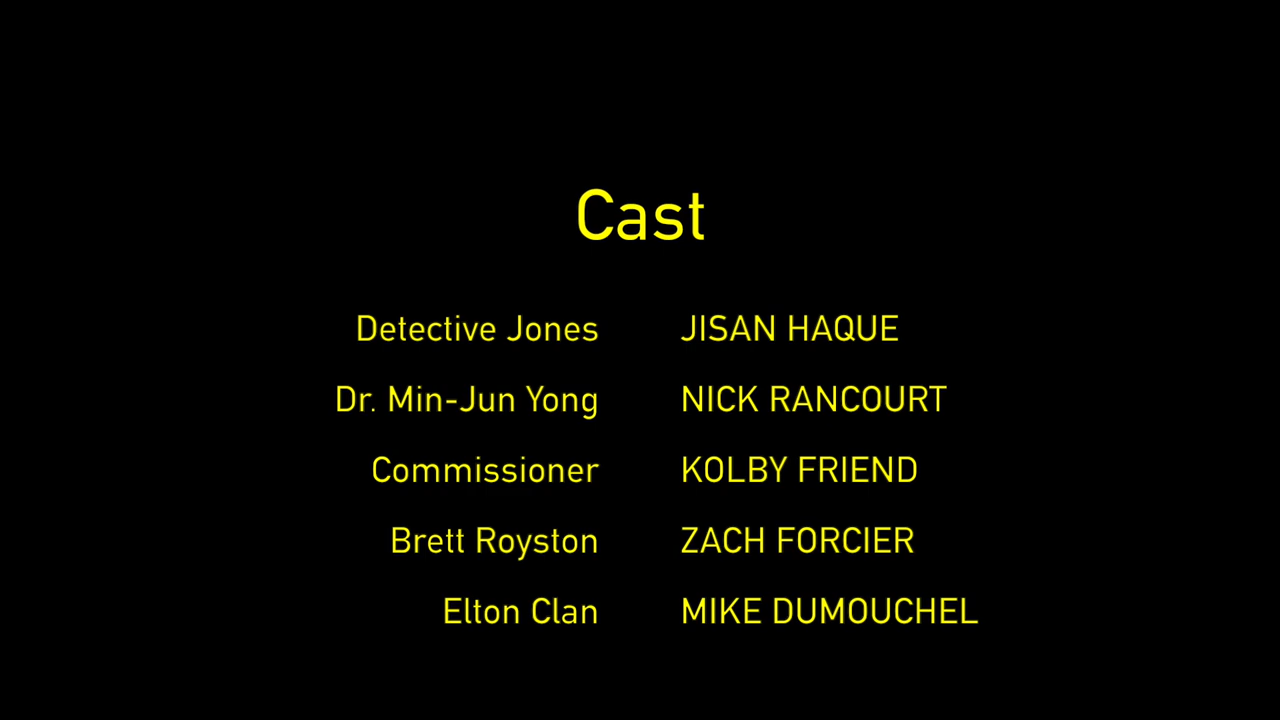 Cast
Detective Jones JISAN HAQUE
Dr. Min-Jun Yong NICK RANCOURT
Commissioner KOLBY FRIEND
Brett Royston ZACH FORCIER
Elton Clan MIKE DUMOUCHEL